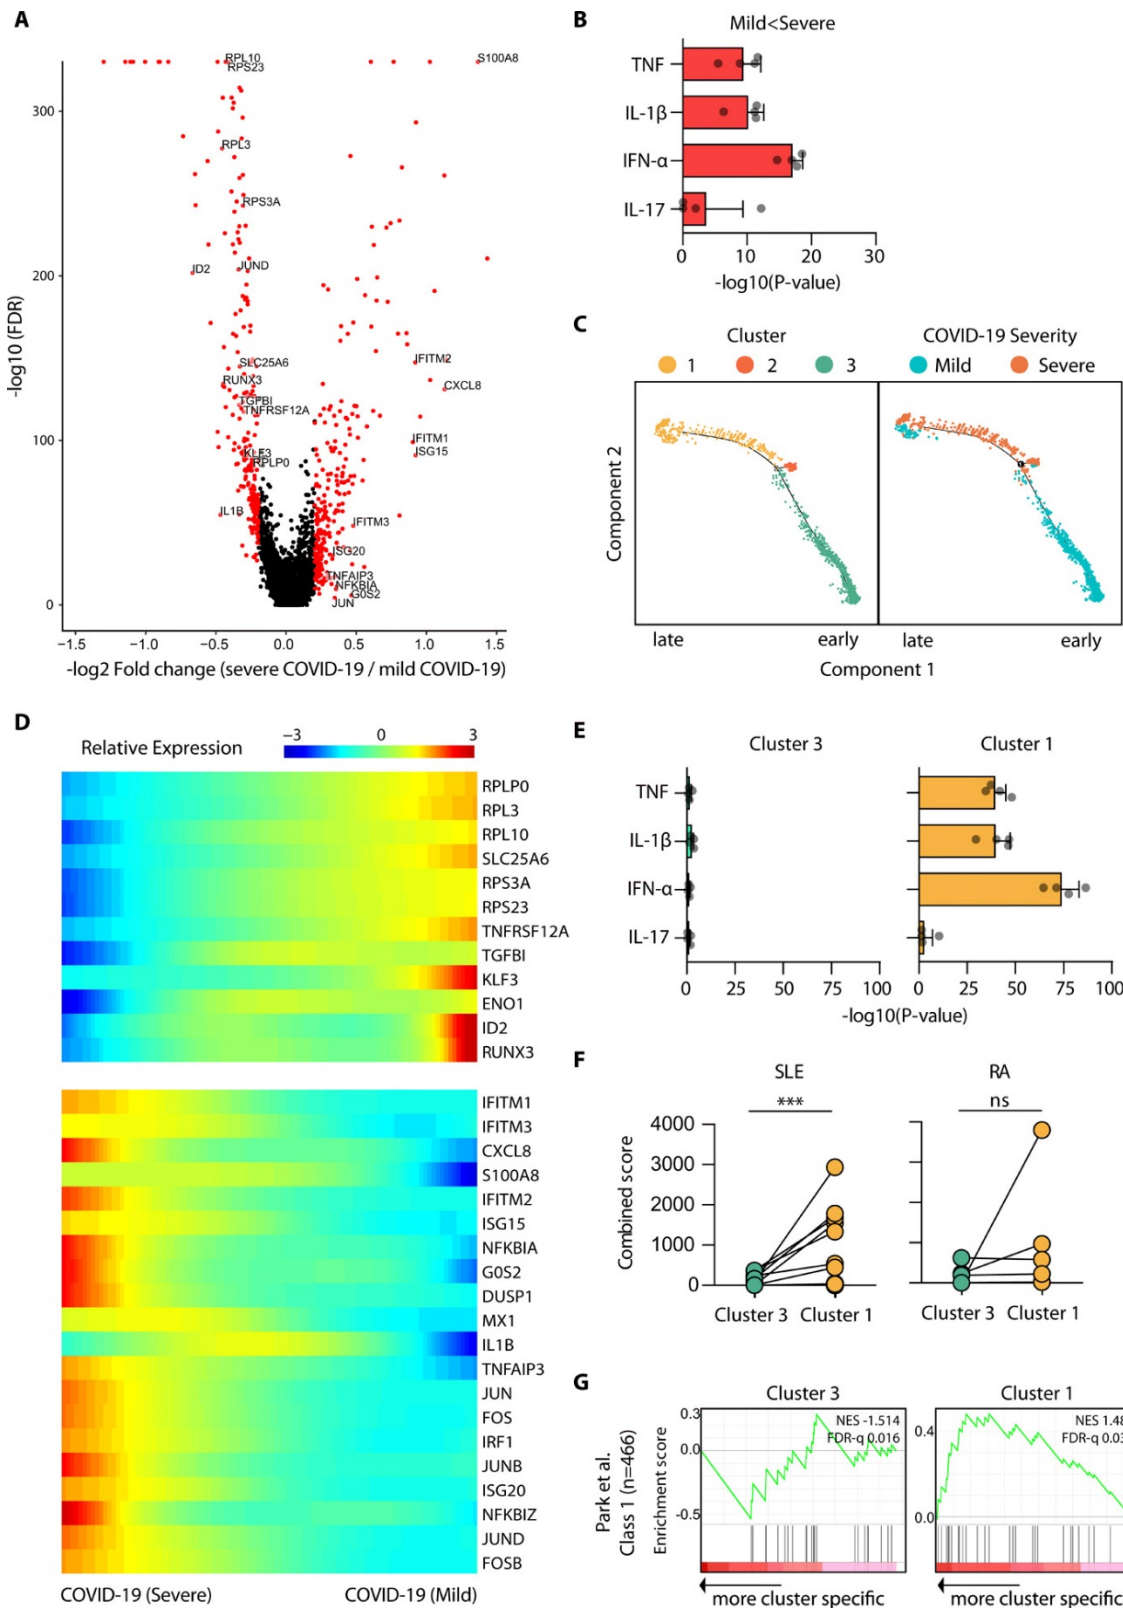 A
300
200
100
0
-log10 (FDR)
−1.5
−1.0
−0.5
0.0
0.5
1.0
1.5
-log2 Fold change (severe COVID-19 / mild COVID-19)
RPL10
RPS23
S100A8
RPL3
RPS3A
ID2
JUND
SLC25A6
IFITM2
RUNX3
CXCL8
TGFBI
TNFRSF12A
IFITM1
KLF3
ISG15
RPLP0
IL1B
IFITM3
ISG20
TNFAIP3
NFKBIA
G0S2
JUN
B
Mild<Severe
TNF
IL-1β
IFN-α
IL-17
0
10
20
30
-log10(P-value)
C
Cluster
COVID-19 Severity
1
2
3
Mild
Severe
Component 2
late
early
late
early
Component 1
D
Relative Expression
−3
0
3
RPLP0
RPL3
RPL10
SLC25A6
RPS3A
RPS23
TNFRSF12A
TGFBI
KLF3
ENO1
ID2
RUNX3
IFITM1
IFITM3
CXCL8
S100A8
IFITM2
ISG15
NFKBIA
G0S2
DUSP1
MX1
IL1B
TNFAIP3
JUN
FOS
IRF1
JUNB
ISG20
NFKBIZ
JUND
FOSB
COVID-19 (Severe)
COVID-19 (Mild)
E
Cluster 3
Cluster 1
TNF
IL-1β
IFN-α
IL-17
0
25
50
75
100
0
25
50
75
100
-log10(P-value)
F
SLE
RA
***
ns
Combined score
4000
3000
2000
1000
0
Cluster 3
Cluster 1
Cluster 3
Cluster 1
G
Park et al.
Class 1 (n=466)
Enrichment score
Cluster 3
0.3
0.0
-0.5
NES -1.514
FDR-q 0.016
more cluster specific
Cluster 1
0.4
0.0
NES 1.48
FDR-q 0.03
more cluster specific